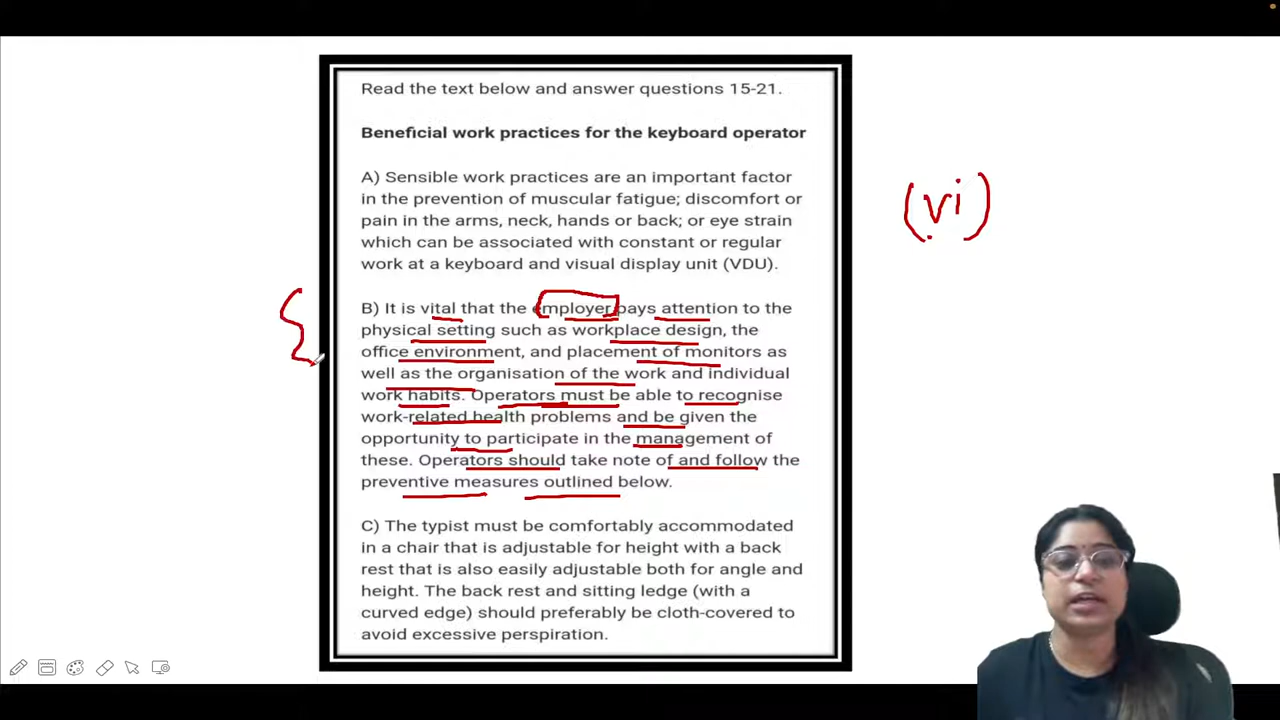 Read the text below and answer questions 15-21.
Beneficial work practices for the keyboard operator
A) Sensible work practices are an important factor
in the prevention of muscular fatigue; discomfort or
pain in the arms, neck, hands or back; or eye strain
which can be associated with constant or regular
work at a keyboard and visual display unit (VDU).
(vi)
B) It is vital that the employer pays attention to the
physical setting such as workplace design, the
office environment, and placement of monitors as
well as the organisation of the work and individual
work habits. Operators must be able to recognise
work-related health problems and be given the
opportunity to participate in the management of
these. Operators should take note of and follow the
preventive measures outlined below.
C) The typist must be comfortably accommodated
in a chair that is adjustable for height with a back
rest that is also easily adjustable both for angle and
height. The back rest and sitting ledge (with a
curved edge) should preferably be cloth-covered to
avoid excessive perspiration.